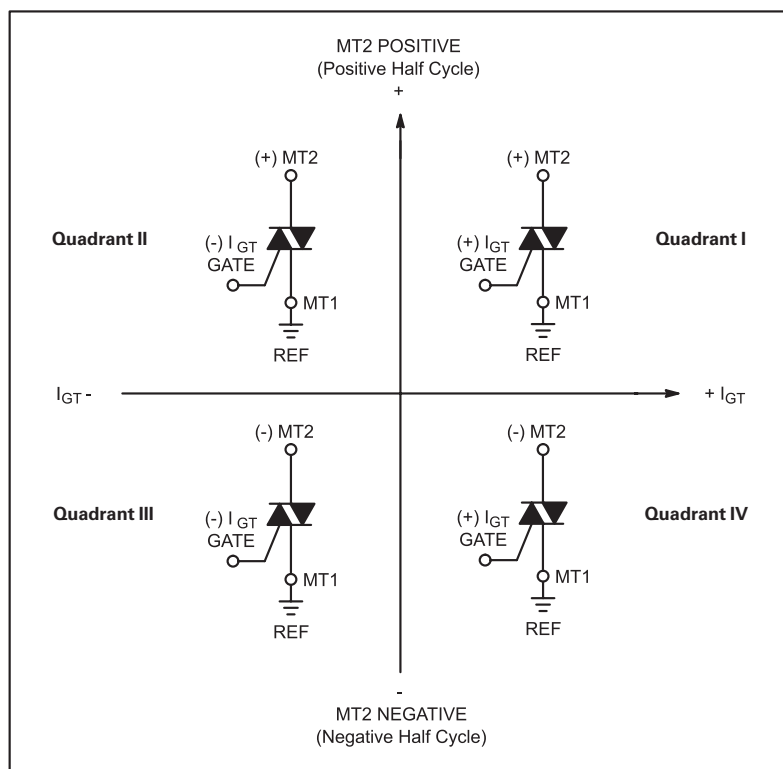 MT2 POSITIVE
(Positive Half Cycle)
+
(+) MT2
(+) MT2
Quadrant II
(-) I GT
GATE
(+) I GT
GATE
Quadrant I
MT1
MT1
REF
REF
IGT -
+ IGT
(-) MT2
(-) MT2
Quadrant III
(-) I GT
GATE
(+) I GT
GATE
Quadrant IV
MT1
MT1
REF
REF
-
MT2 NEGATIVE
(Negative Half Cycle)